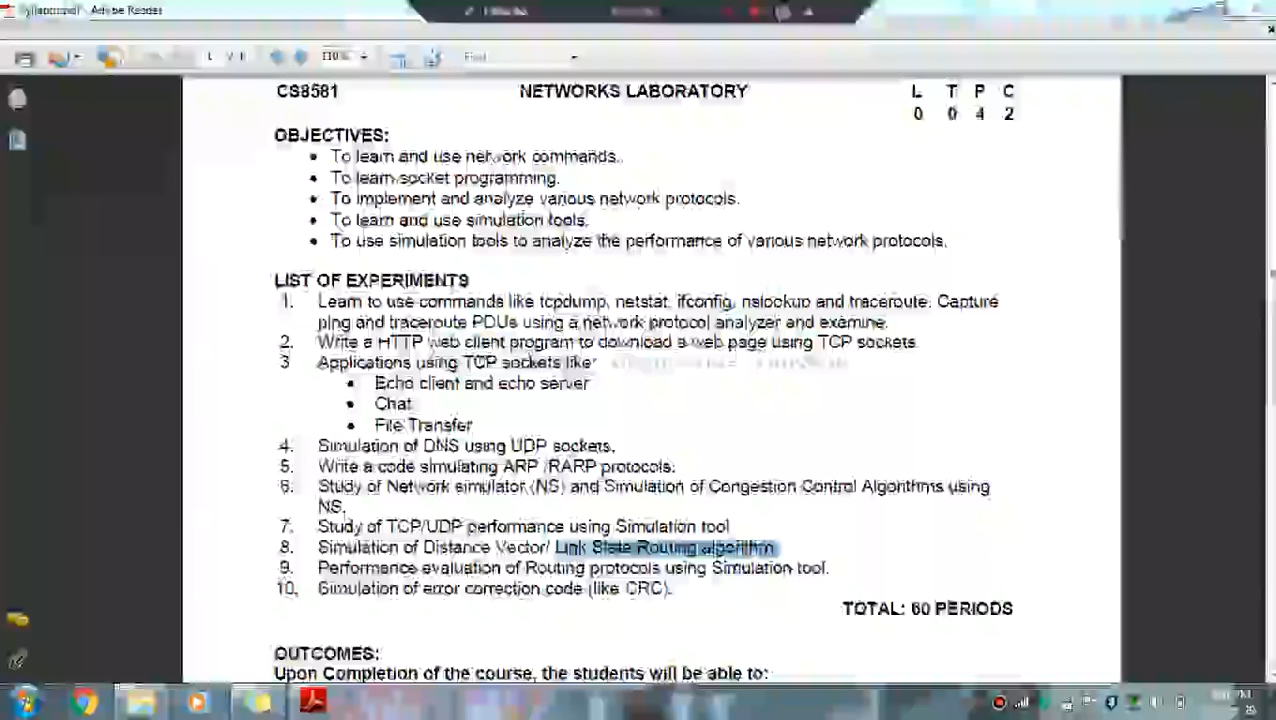 Adobe Reader
110%
Find
CS8581 NETWORKS LABORATORY L T P C
0 0 4 2
OBJECTIVES:
• To learn and use network commands.
• To learn socket programming.
• To implement and analyze various network protocols.
• To learn and use simulation tools.
• To use simulation tools to analyze the performance of various network protocols.
LIST OF EXPERIMENTS
1. Learn to use commands like tcpdump, netstat, ifconfig, nslookup and traceroute. Capture
ping and traceroute PDUs using a network protocol analyzer and examine.
2. Write a HTTP web client program to download a web page using TCP sockets.
3 Applications using TCP sockets like:
• Echo client and echo server
• Chat
• File Transfer
4. Simulation of DNS using UDP sockets.
5. Write a code simulating ARP /RARP protocols.
6. Study of Network simulator (NS) and Simulation of Congestion Control Algorithms using
NS.
7. Study of TCP/UDP performance using Simulation tool
8. Simulation of Distance Vector/ Link State Routing algorithm
9. Performance evaluation of Routing protocols using Simulation tool.
10. Simulation of error correction code (like CRC).
TOTAL: 60 PERIODS
OUTCOMES:
Upon Completion of the course, the students will be able to: